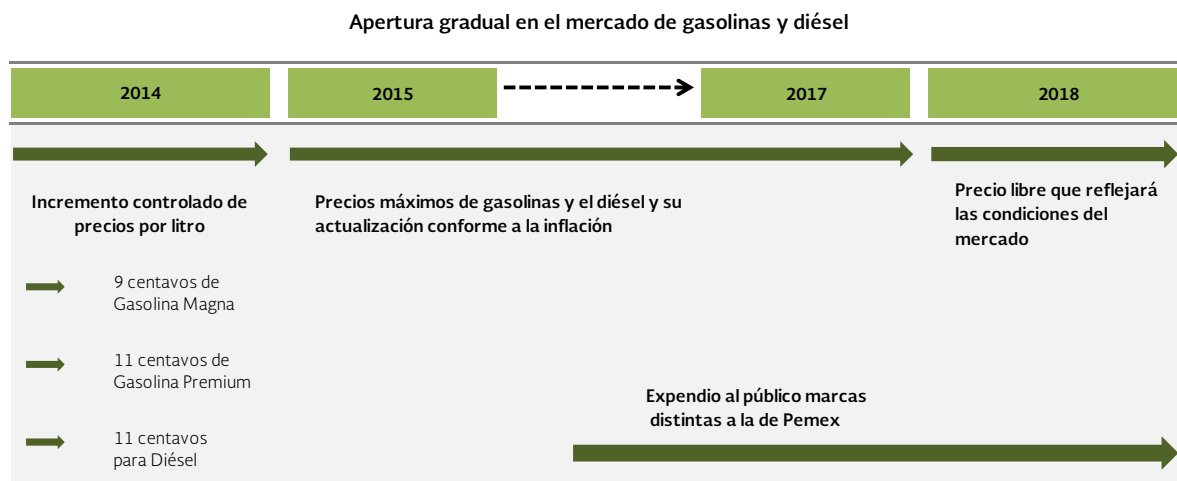 Apertura gradual en el mercado de gasolinas y diésel
2014
2015
2017
2018
Incremento controlado de
precios por litro
9 centavos de
Gasolina Magna
11 centavos de
Gasolina Premium
11 centavos
para Diésel
Precios máximos de gasolinas y el diésel y su
actualización conforme a la inflación
Precio libre que reflejará
las condiciones del
mercado
Expendio al público marcas
distintas a la de Pemex